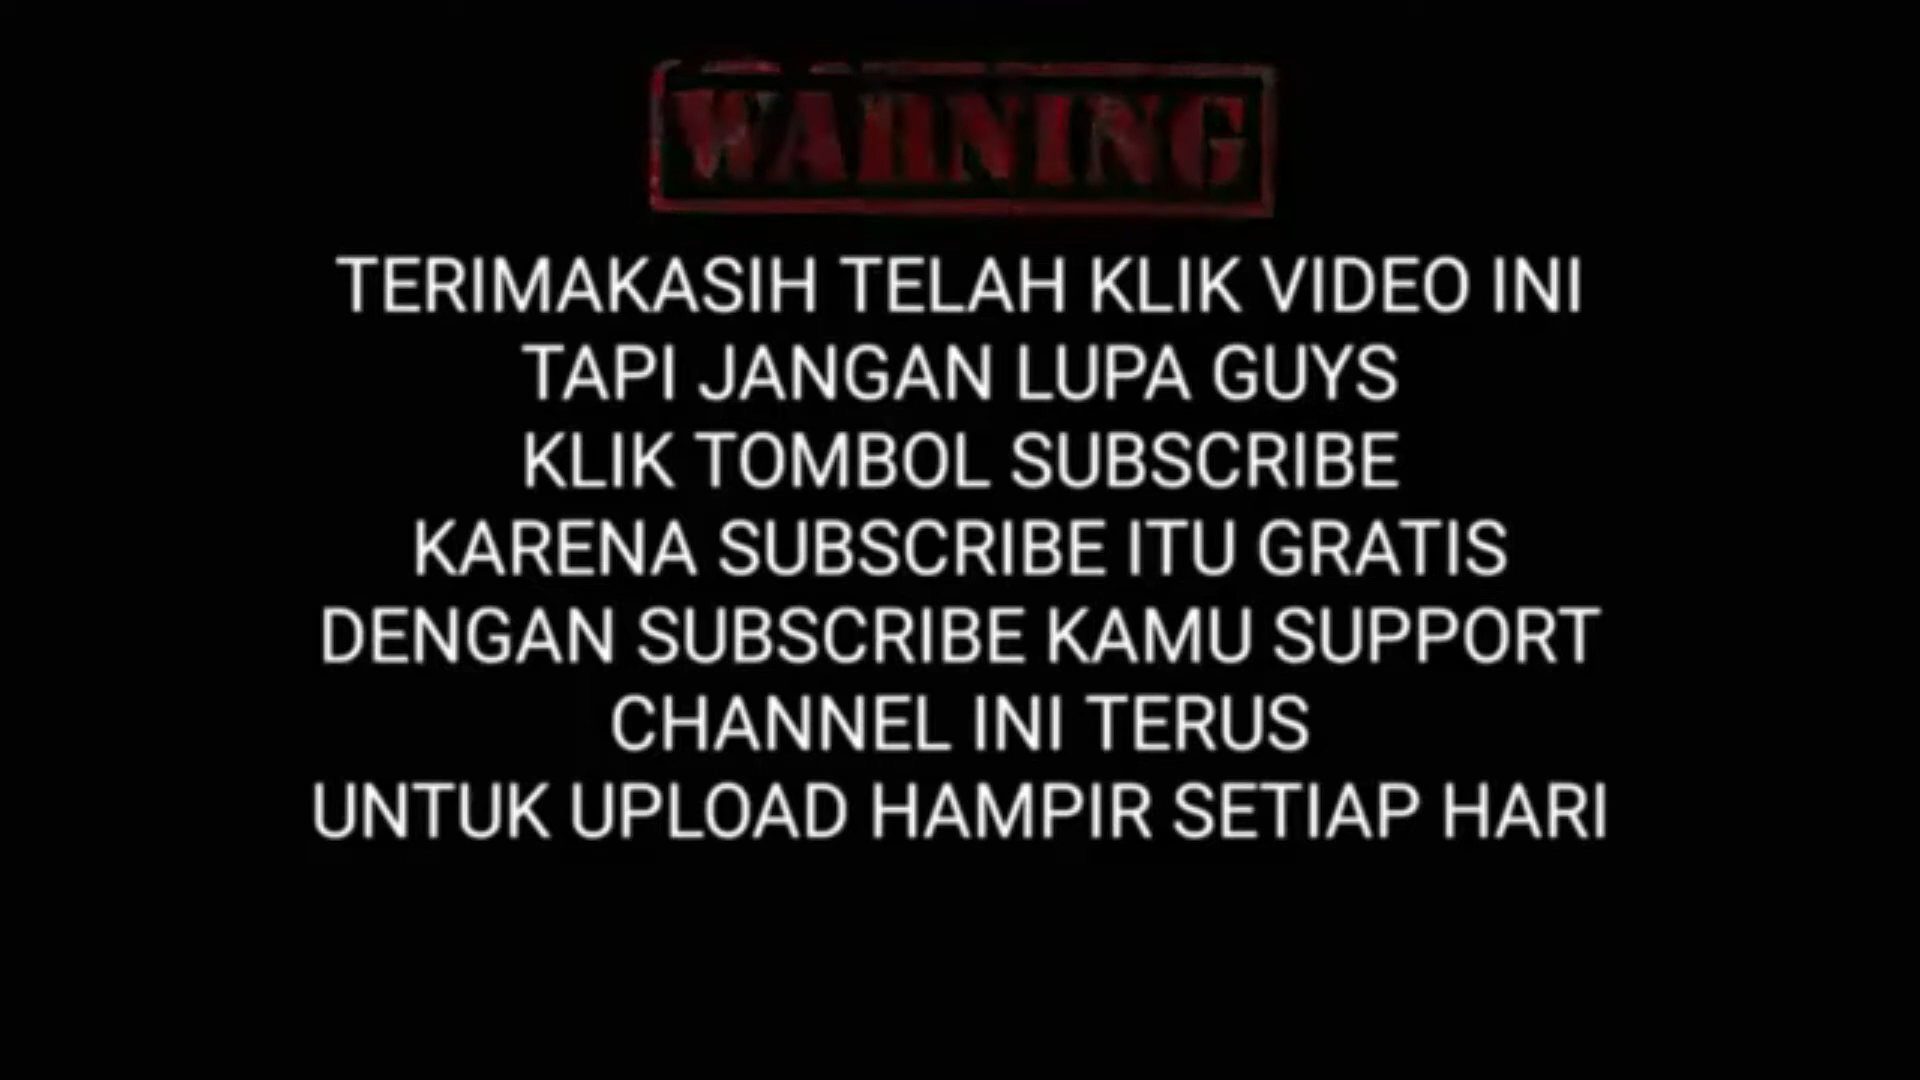 WARNING
TERIMAKASIH TELAH KLIK VIDEO INI
TAPI JANGAN LUPA GUYS
KLIK TOMBOL SUBSCRIBE
KARENA SUBSCRIBE ITU GRATIS
DENGAN SUBSCRIBE KAMU SUPPORT
CHANNEL INI TERUS
UNTUK UPLOAD HAMPIR SETIAP HARI